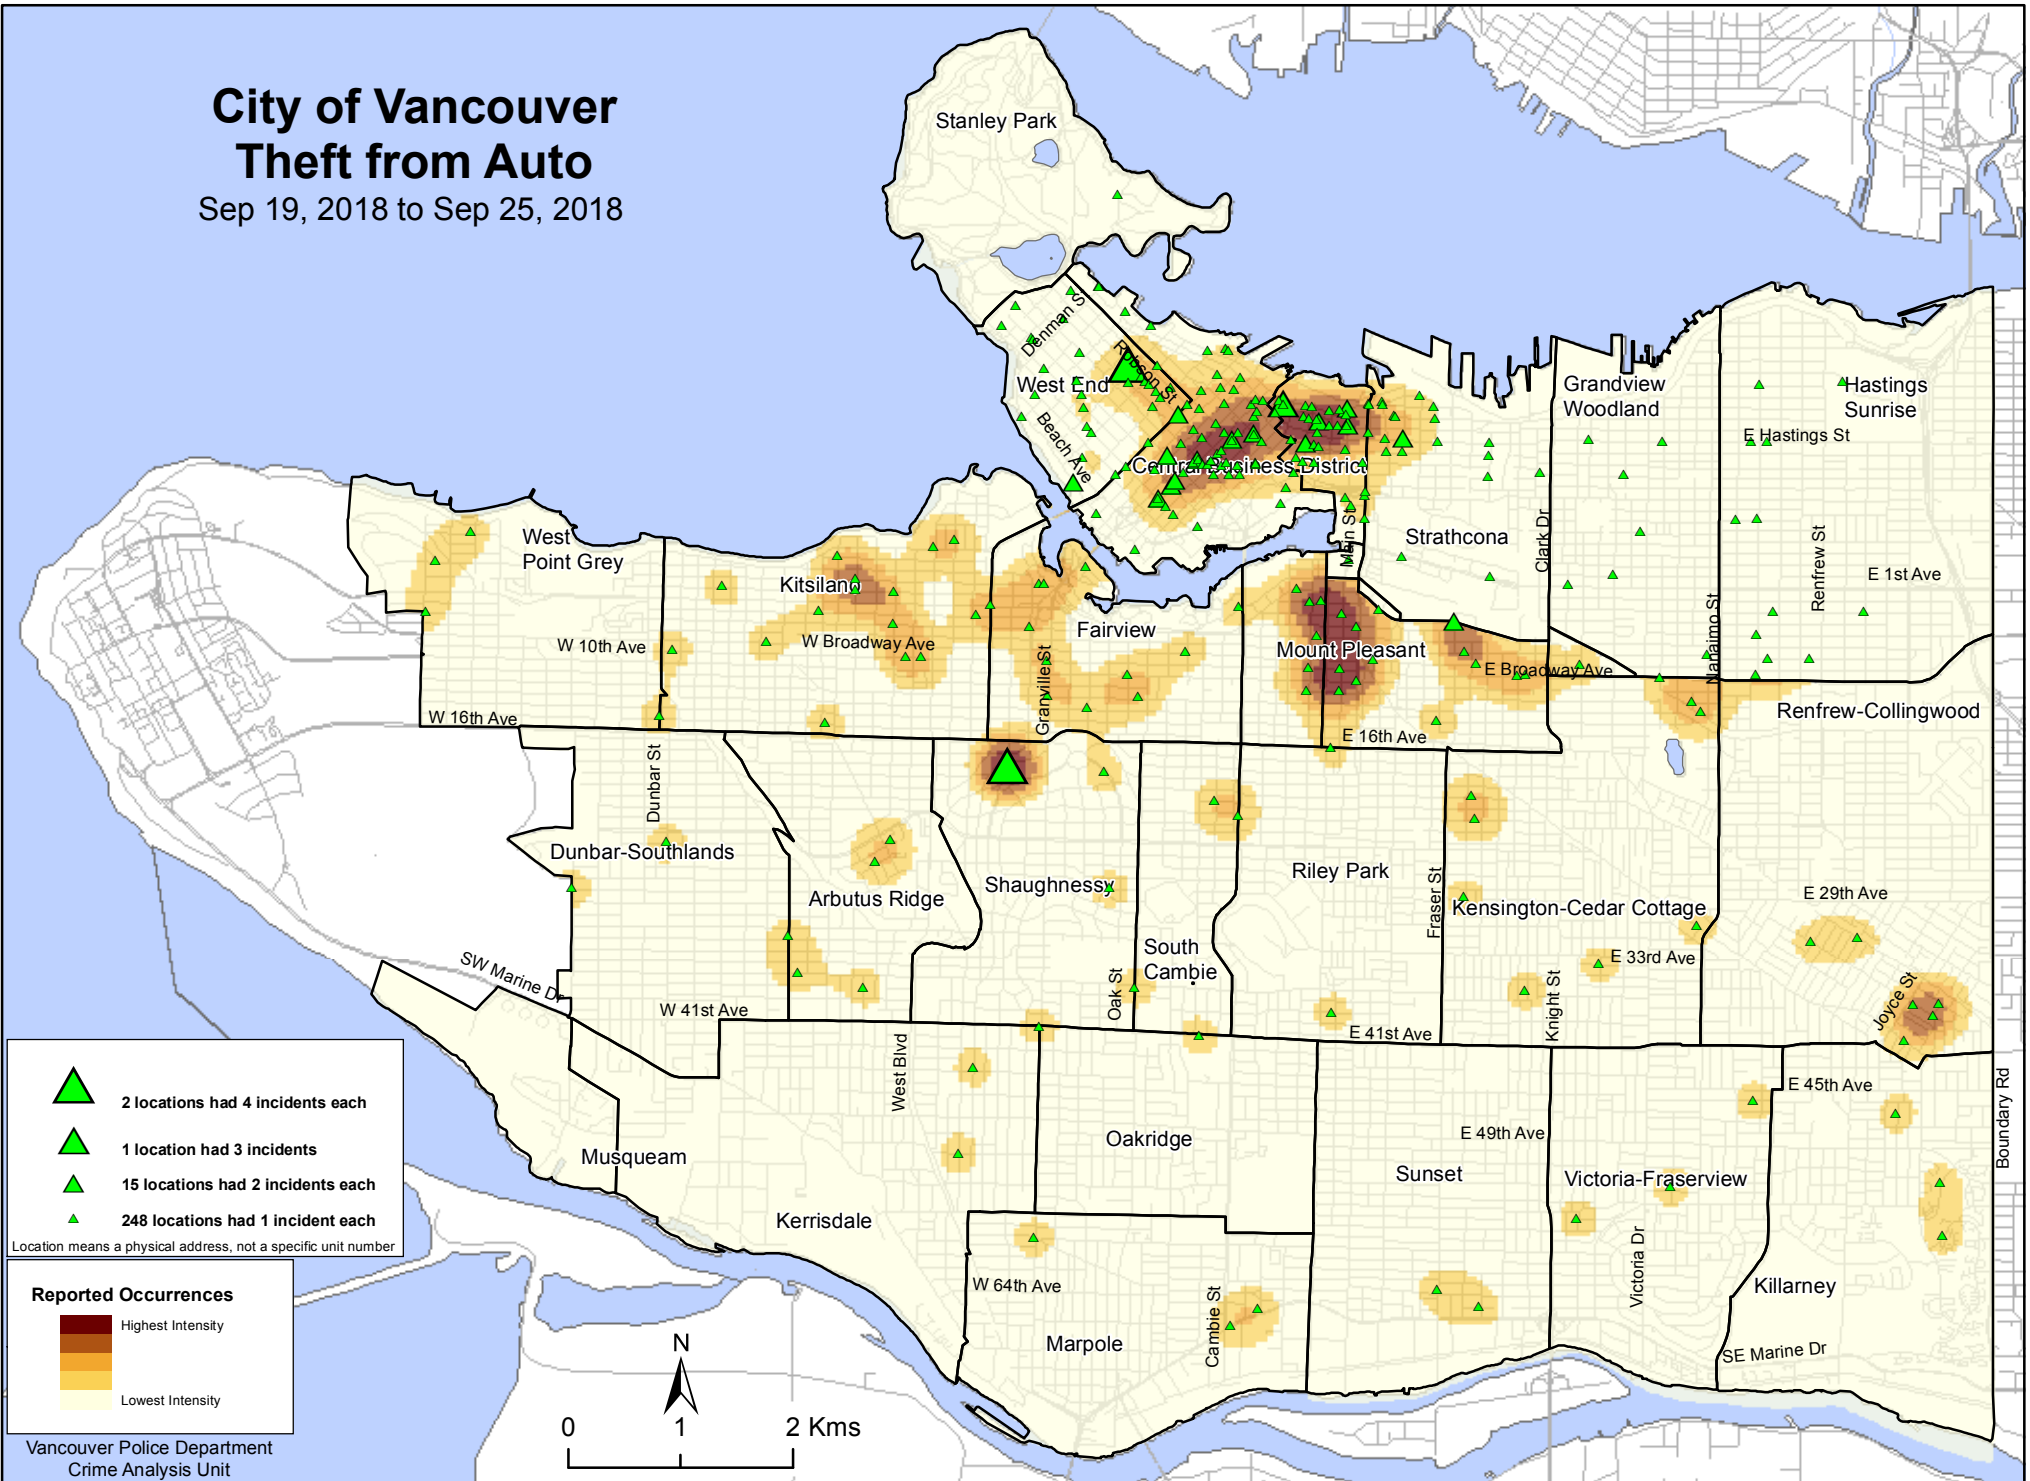 City of Vancouver
Theft from Auto
Sep 19, 2018 to Sep 25, 2018
Stanley Park
Denman S
Robson St
West End
Beach Ave
Central Business District
Grandview
Woodland
Hastings
Sunrise
E Hastings St
West
Point Grey
Kitsilano
Main St
Strathcona
Clark Dr
Renfrew St
E 1st Ave
Nanaimo St
W 10th Ave
W Broadway Ave
Fairview
Granville St
Mount Pleasant
E Broadway Ave
W 16th Ave
E 16th Ave
Renfrew-Collingwood
Dunbar St
Dunbar-Southlands
Arbutus Ridge
Shaughnessy
Riley Park
Fraser St
Kensington-Cedar Cottage
E 29th Ave
South
Cambie
Oak St
E 33rd Ave
Knight St
Joyce St
SW Marine Dr
W 41st Ave
E 41st Ave
West Blvd
E 45th Ave
Boundary Rd
Musqueam
Oakridge
E 49th Ave
Sunset
Victoria-Fraserview
Kerrisdale
Victoria Dr
W 64th Ave
Killarney
Marpole
Cambie St
SE Marine Dr
2 locations had 4 incidents each
1 location had 3 incidents
15 locations had 2 incidents each
248 locations had 1 incident each
Location means a physical address, not a specific unit number
Reported Occurrences
Highest Intensity
Lowest Intensity
Vancouver Police Department
Crime Analysis Unit
N
0 1 2 Kms